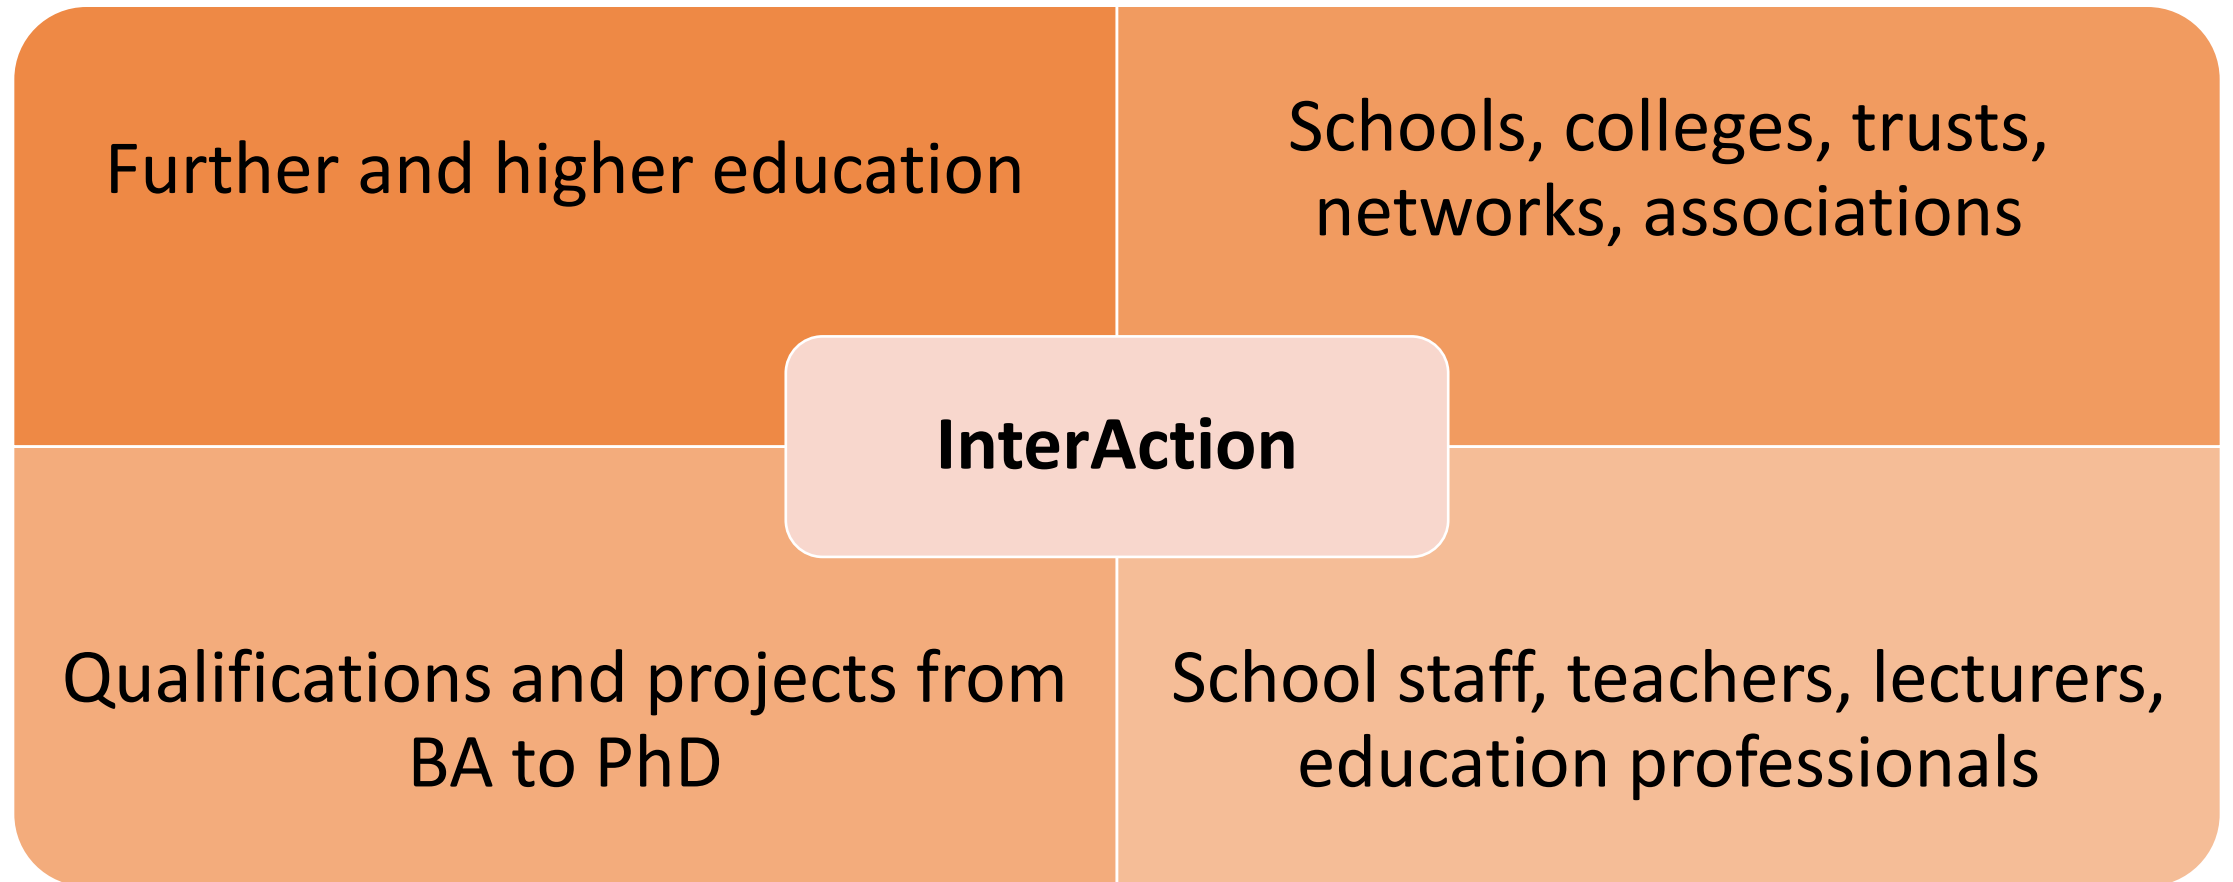 Further and higher education
Schools, colleges, trusts,
networks, associations
InterAction
Qualifications and projects from
BA to PhD
School staff, teachers, lecturers,
education professionals